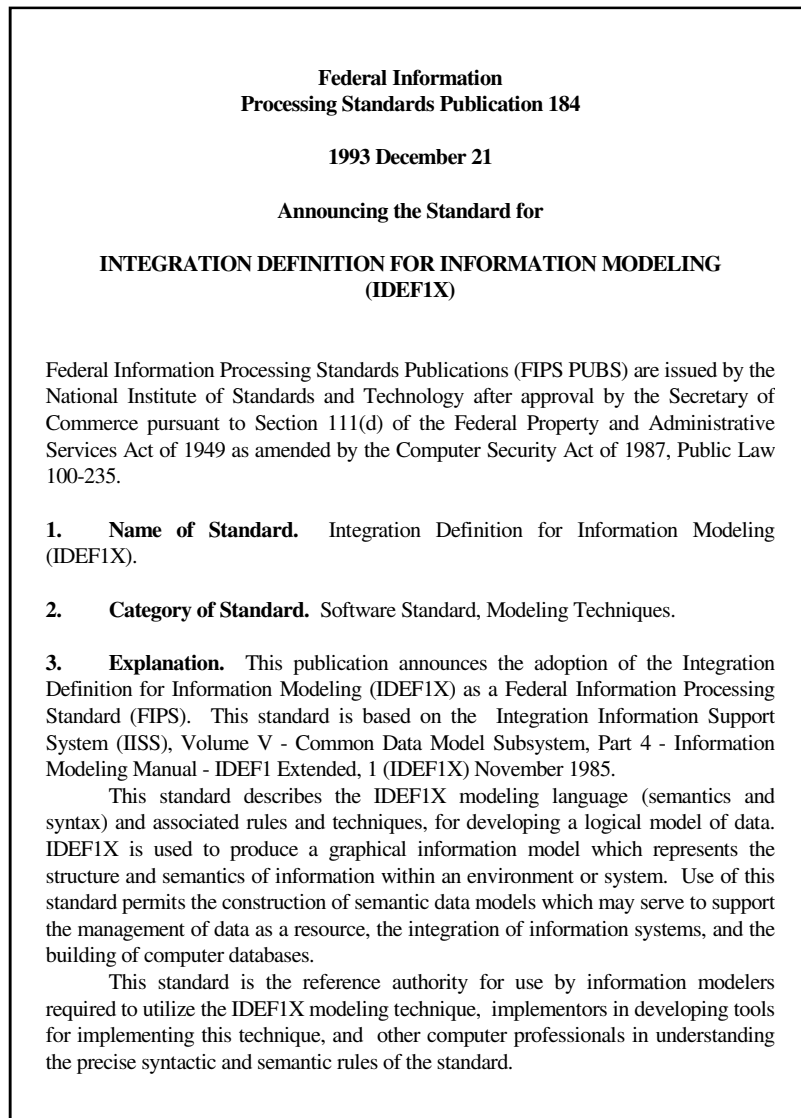 Federal Information
Processing Standards Publication 184
1993 December 21
Announcing the Standard for
INTEGRATION DEFINITION FOR INFORMATION MODELING
(IDEF1X)
Federal Information Processing Standards Publications (FIPS PUBS) are issued by the
National Institute of Standards and Technology after approval by the Secretary of
Commerce pursuant to Section 111(d) of the Federal Property and Administrative
Services Act of 1949 as amended by the Computer Security Act of 1987, Public Law
100-235.
1. Name of Standard. Integration Definition for Information Modeling
(IDEF1X).
2. Category of Standard. Software Standard, Modeling Techniques.
3. Explanation. This publication announces the adoption of the Integration
Definition for Information Modeling (IDEF1X) as a Federal Information Processing
Standard (FIPS). This standard is based on the Integration Information Support
System (IISS), Volume V - Common Data Model Subsystem, Part 4 - Information
Modeling Manual - IDEF1 Extended, 1 (IDEF1X) November 1985.
This standard describes the IDEF1X modeling language (semantics and
syntax) and associated rules and techniques, for developing a logical model of data.
IDEF1X is used to produce a graphical information model which represents the
structure and semantics of information within an environment or system. Use of this
standard permits the construction of semantic data models which may serve to support
the management of data as a resource, the integration of information systems, and the
building of computer databases.
This standard is the reference authority for use by information modelers
required to utilize the IDEF1X modeling technique, implementors in developing tools
for implementing this technique, and other computer professionals in understanding
the precise syntactic and semantic rules of the standard.